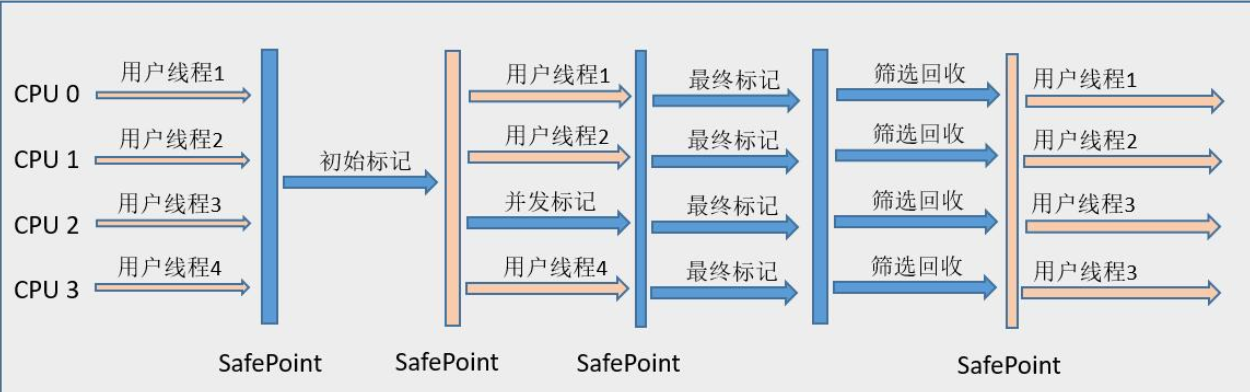 CPU 0 用户线程1 用户线程1 最终标记 筛选回收 用户线程1
CPU 1 用户线程2 初始标记 用户线程2 最终标记 筛选回收 用户线程2
CPU 2 用户线程3 并发标记 最终标记 筛选回收 用户线程3
CPU 3 用户线程4 用户线程4 最终标记 筛选回收 用户线程3
SafePoint SafePoint SafePoint SafePoint